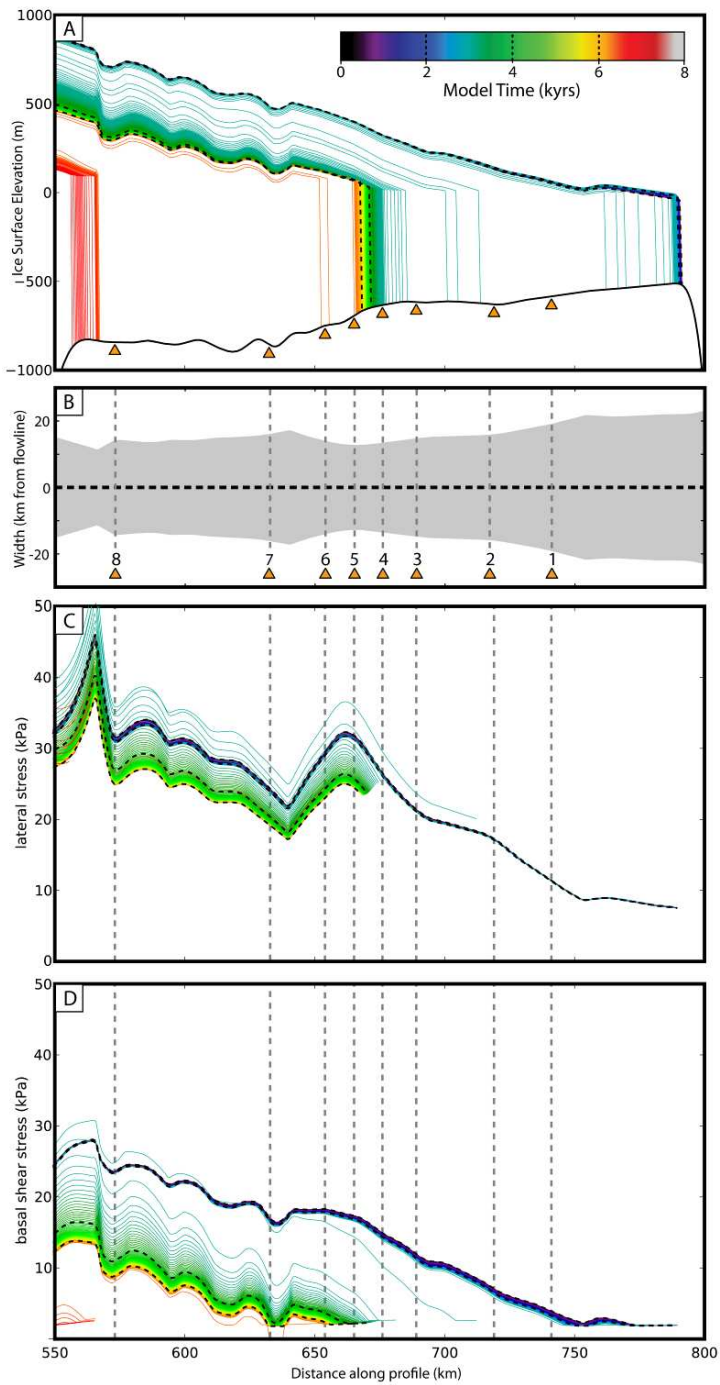 A
1000
500
0
−500
−1000
Ice Surface Elevation (m)
0 2 4 6 8
Model Time (kyrs)
B
20
0
-20
Width (km from flowline)
8 7 6 5 4 3 2 1
C
50
40
30
20
10
0
lateral stress (kPa)
D
50
40
30
20
10
basal shear stress (kPa)
550 600 650 700 750 800
Distance along profile (km)